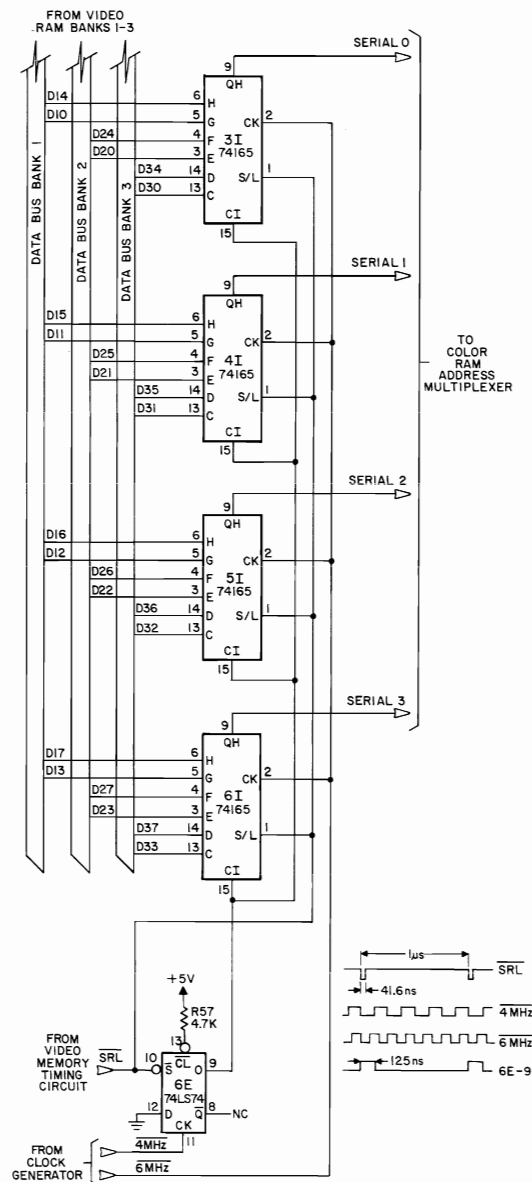 FROM VIDEO
RAM BANKS 1-3
DATA BUS BANK 1
DATA BUS BANK 2
DATA BUS BANK 3
SERIAL 0
9
QH
D14 6 H
D10 5 G
CK 2
D24 4 F
3I
D20 3 E
74165
D34 14 D
S/L 1
D30 13 C
CI
15
SERIAL 1
9
QH
D15 6 H
D11 5 G
CK 2
D25 4 F
4I
D21 3 E
74165
D35 14 D
S/L 1
D31 13 C
CI
15
TO
COLOR
RAM
ADDRESS
MULTIPLEXER
SERIAL 2
9
QH
D16 6 H
D12 5 G
CK 2
D26 4 F
5I
D22 3 E
74165
D36 14 D
S/L 1
D32 13 C
CI
15
SERIAL 3
9
QH
D17 6 H
D13 5 G
CK 2
D27 4 F
6I
D23 3 E
74165
D37 14 D
S/L 1
D33 13 C
CI
15
1µs
SRL
41.6ns
4MHz
6MHz
125ns
6E-9
+5V
R57
4.7K
13
FROM
VIDEO
MEMORY
TIMING
CIRCUIT
SRL
10 S
CL
O 9
6E
74LS74
12 D
Q 8 NC
CK
11
FROM
CLOCK
GENERATOR
4MHz
6MHz